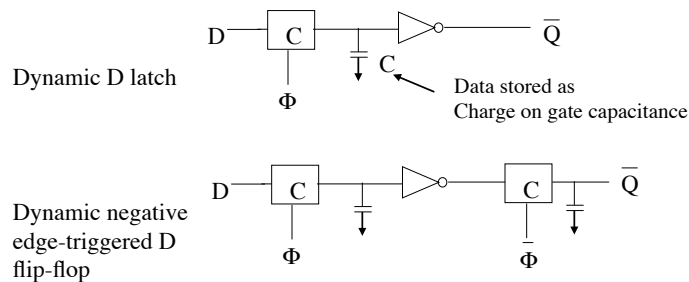 D C Q̅
C
Dynamic D latch
Φ
Data stored as
Charge on gate capacitance
D C C Q̅
Dynamic negative
edge-triggered D
flip-flop
Φ Φ̅